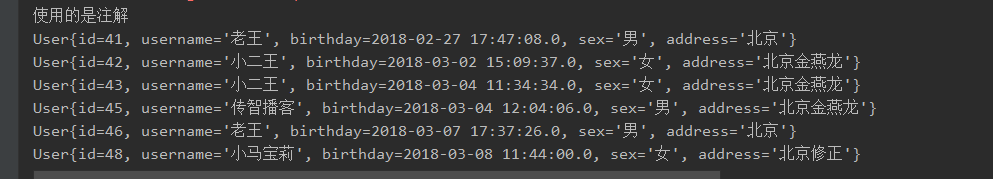 使用的是注解
User{id=41, username='老王', birthday=2018-02-27 17:47:08.0, sex='男', address='北京'}
User{id=42, username='小二王', birthday=2018-03-02 15:09:37.0, sex='女', address='北京金燕龙'}
User{id=43, username='小二王', birthday=2018-03-04 11:34:34.0, sex='女', address='北京金燕龙'}
User{id=45, username='传智播客', birthday=2018-03-04 12:04:06.0, sex='男', address='北京金燕龙'}
User{id=46, username='老王', birthday=2018-03-07 17:37:26.0, sex='男', address='北京'}
User{id=48, username='小马宝莉', birthday=2018-03-08 11:44:00.0, sex='女', address='北京修正'}